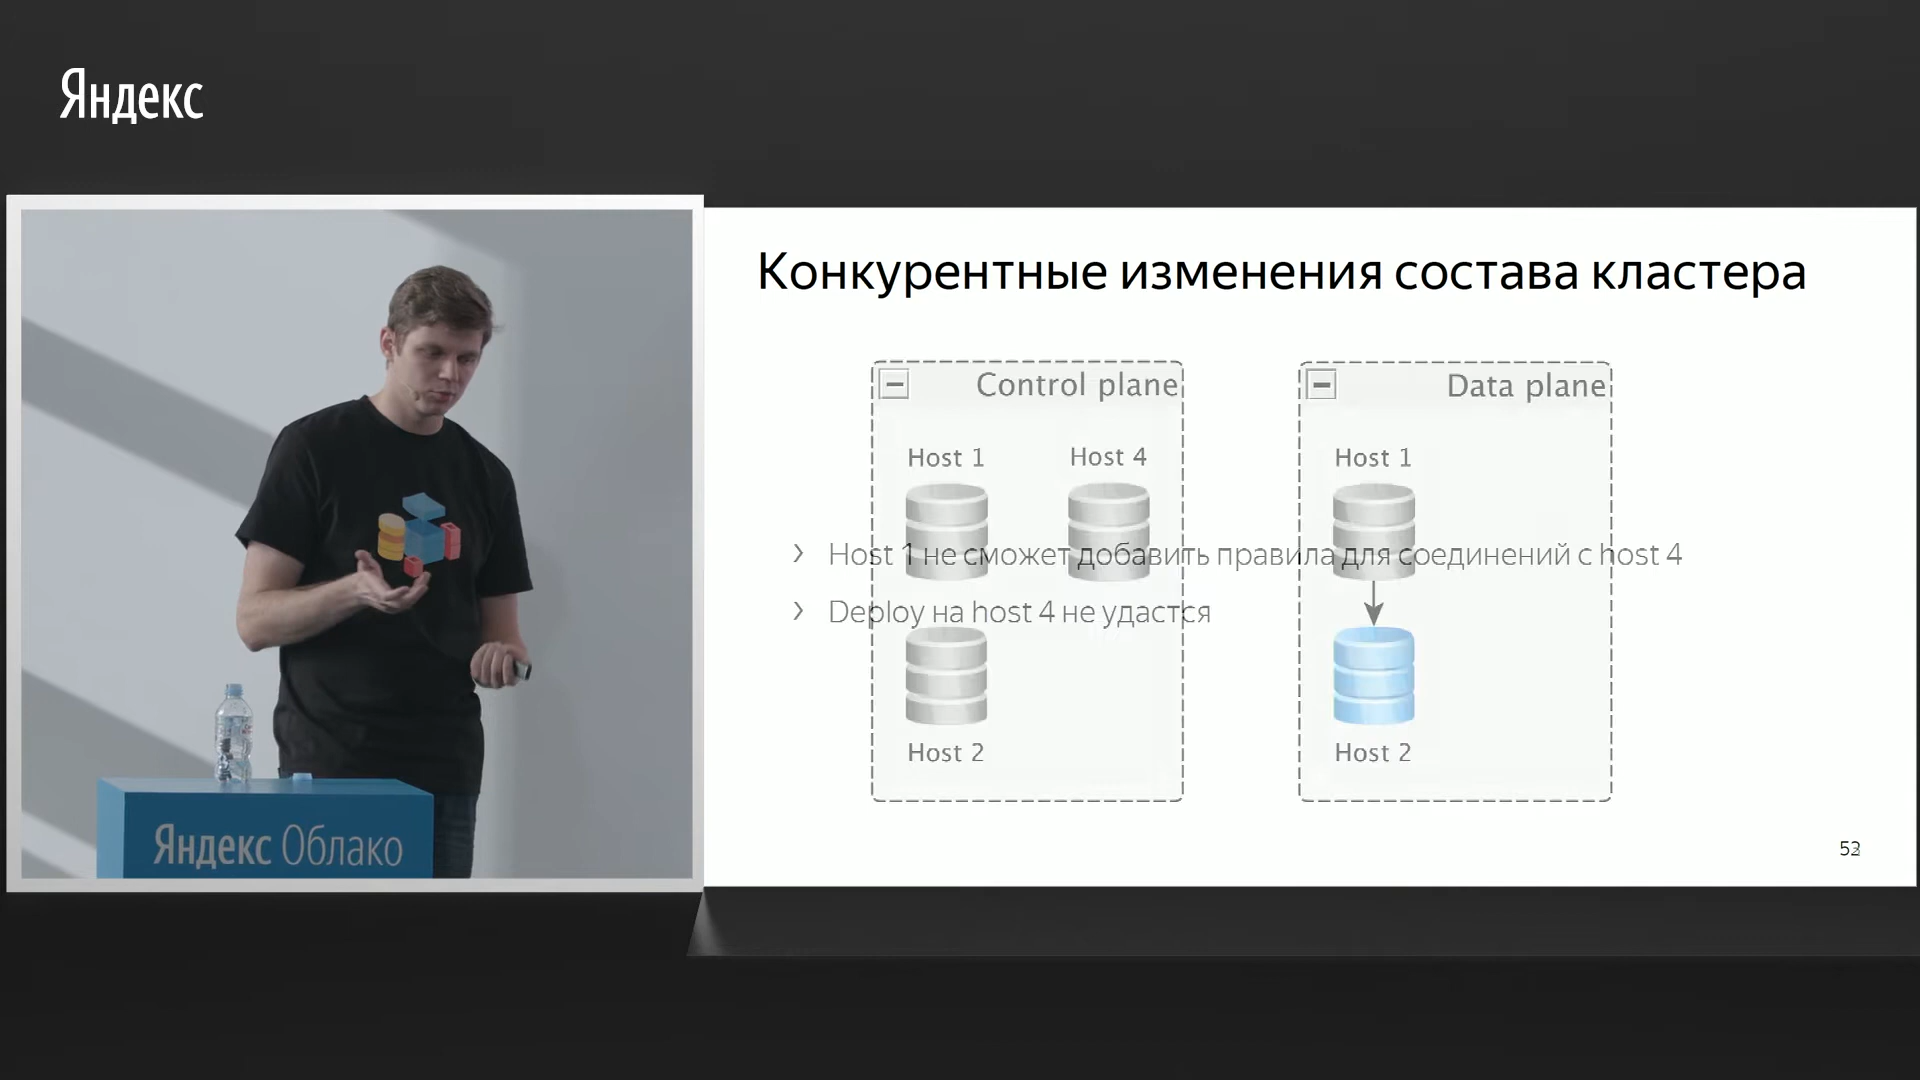 Яндекс
Конкурентные изменения состава кластера
Control plane
Data plane
Host 1
Host 4
Host 1
› Host 1 не сможет добавить правила для соединений с host 4
› Deploy на host 4 не удастся
Host 2
Host 2
Яндекс Облако